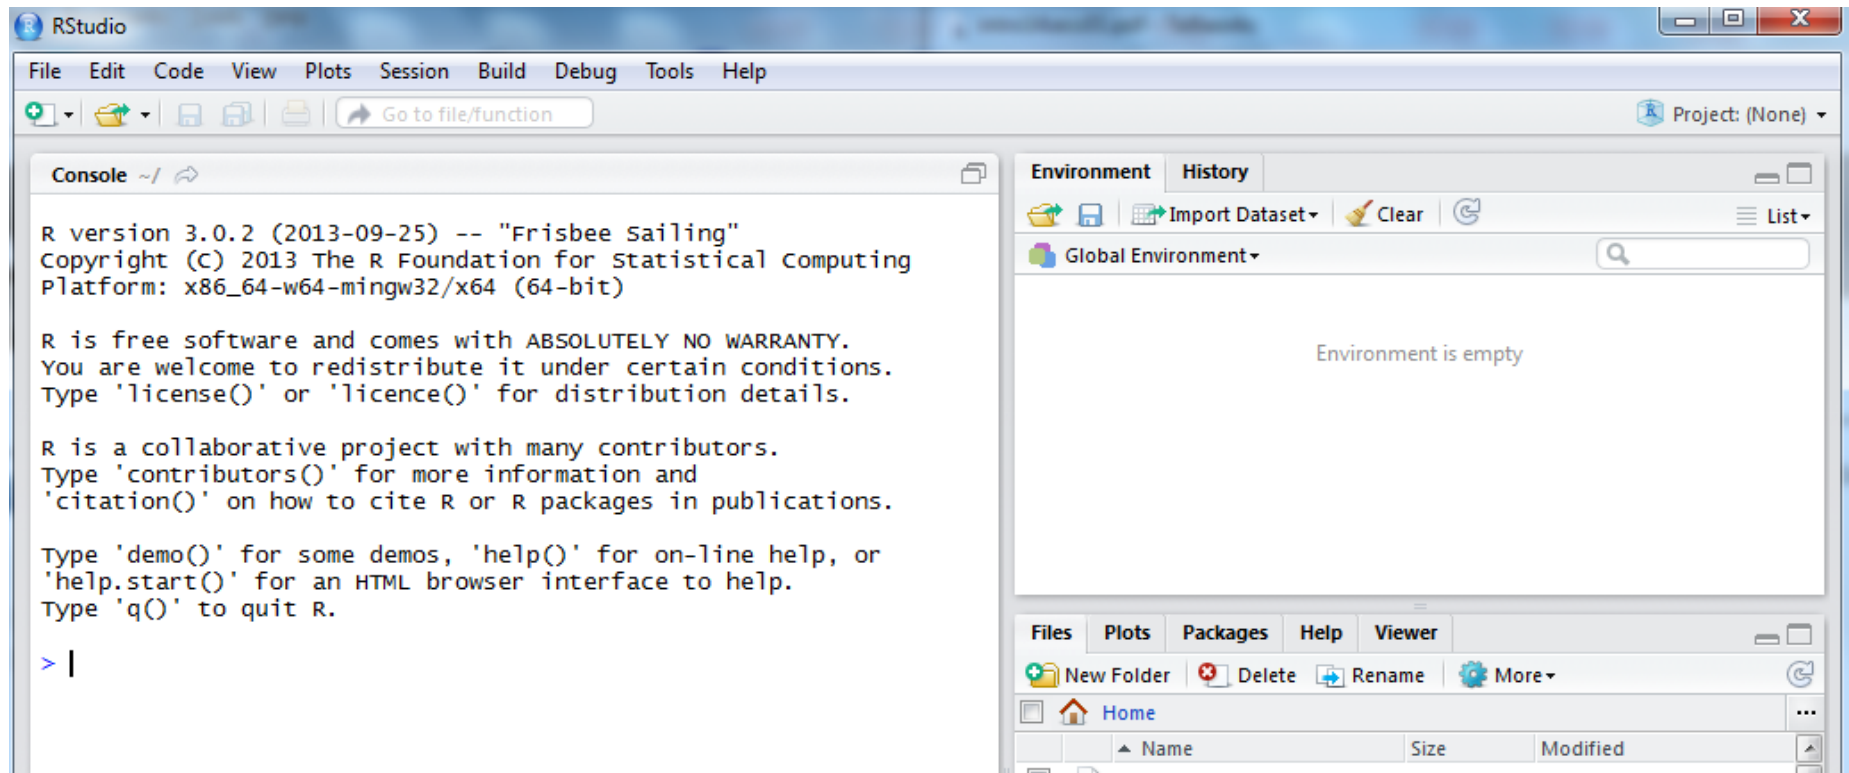 RStudio
File Edit Code View Plots Session Build Debug Tools Help
Go to file/function
Project: (None)
Console ~/
R version 3.0.2 (2013-09-25) -- "Frisbee Sailing"
Copyright (C) 2013 The R Foundation for Statistical Computing
Platform: x86_64-w64-mingw32/x64 (64-bit)
R is free software and comes with ABSOLUTELY NO WARRANTY.
You are welcome to redistribute it under certain conditions.
Type 'license()' or 'licence()' for distribution details.
R is a collaborative project with many contributors.
Type 'contributors()' for more information and
'citation()' on how to cite R or R packages in publications.
Type 'demo()' for some demos, 'help()' for on-line help, or
'help.start()' for an HTML browser interface to help.
Type 'q()' to quit R.
>
Environment History
Import Dataset Clear List
Global Environment
Environment is empty
Files Plots Packages Help Viewer
New Folder Delete Rename More
Home ...
Name Size Modified